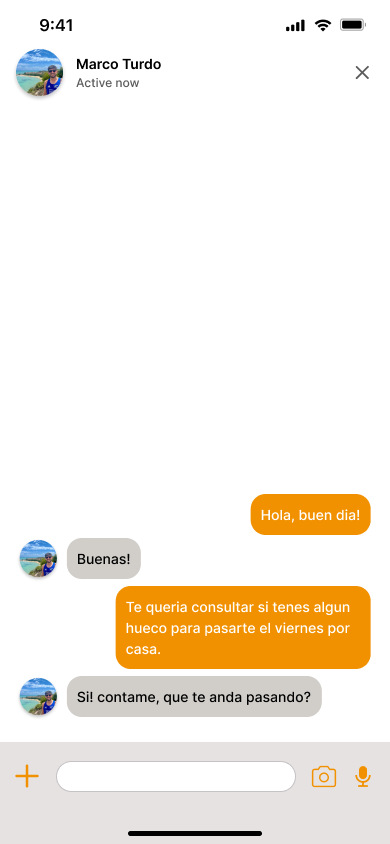 9:41
Marco Turdo
Active now
Hola, buen dia!
Buenas!
Te queria consultar si tenes algun
hueco para pasarte el viernes por
casa.
Si! contame, que te anda pasando?